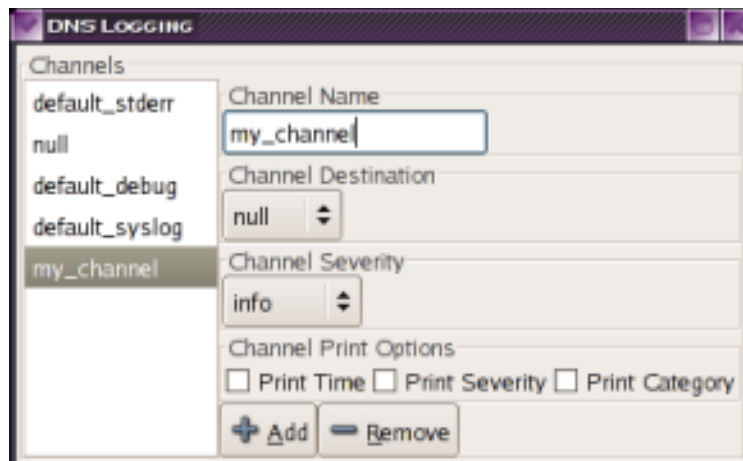 DNS Logging
Channels
default_stderr
null
default_debug
default_syslog
my_channel
Channel Name
my_channel
Channel Destination
null
Channel Severity
info
Channel Print Options
Print Time Print Severity Print Category
Add Remove